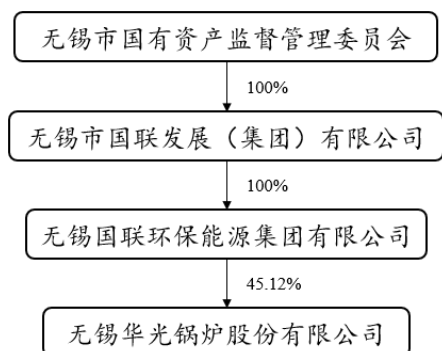 无锡市国有资产监督管理委员会
100%
无锡市国联发展（集团）有限公司
100%
无锡国联环保能源集团有限公司
45.12%
无锡华光锅炉股份有限公司